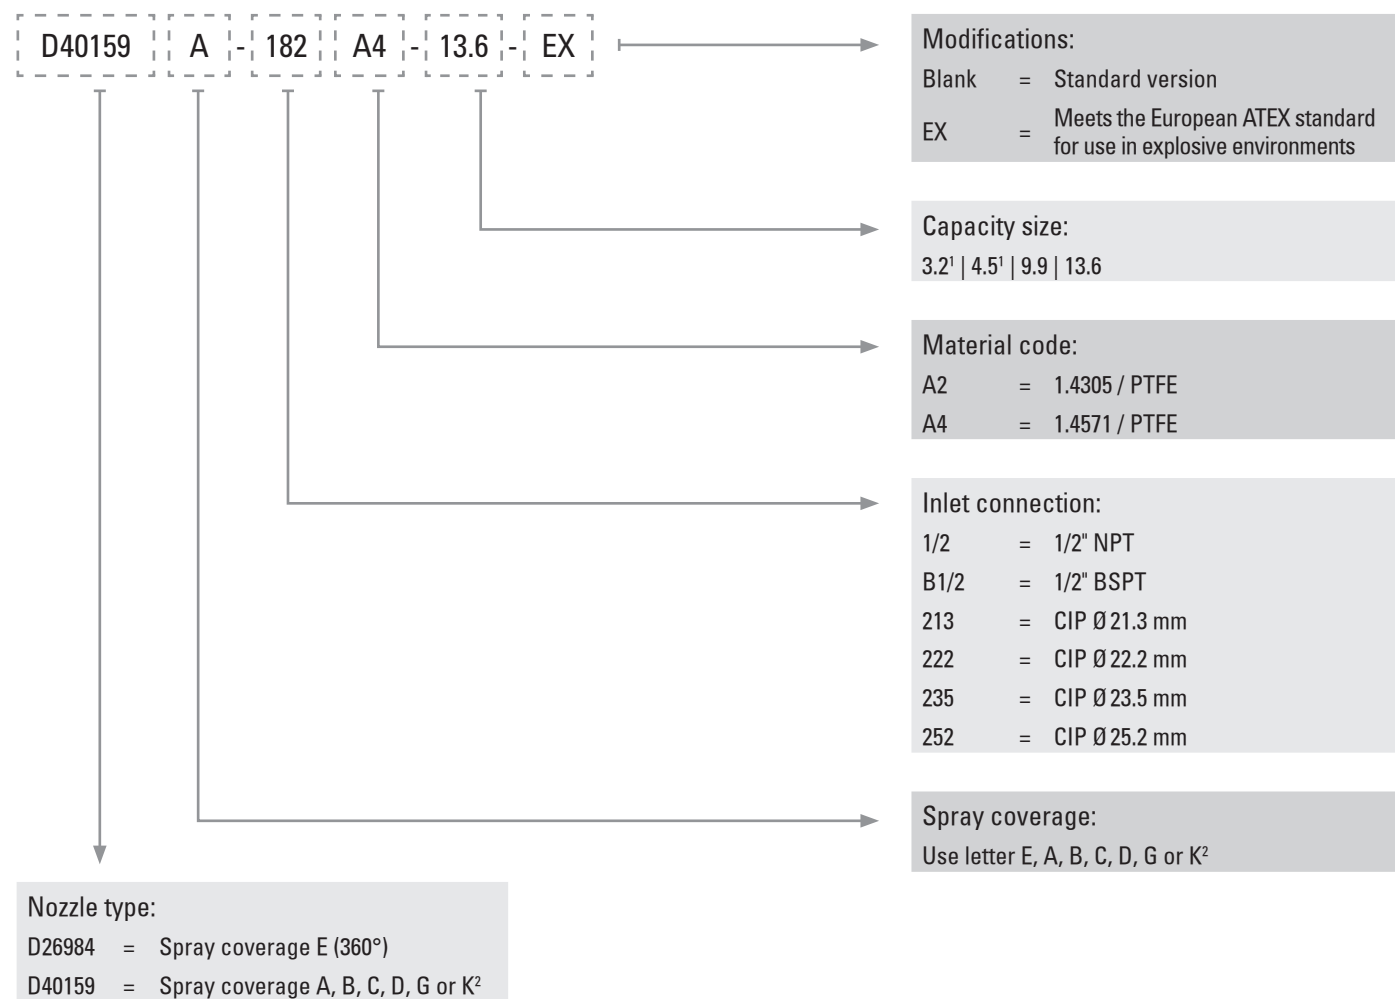 D40159 A - 182 A4 - 13.6 - EX
Modifications:
Blank = Standard version
EX = Meets the European ATEX standard
for use in explosive environments
Capacity size:
3.2¹ | 4.5¹ | 9.9 | 13.6
Material code:
A2 = 1.4305 / PTFE
A4 = 1.4571 / PTFE
Inlet connection:
1/2 = 1/2" NPT
B1/2 = 1/2" BSPT
213 = CIP Ø 21.3 mm
222 = CIP Ø 22.2 mm
235 = CIP Ø 23.5 mm
252 = CIP Ø 25.2 mm
Spray coverage:
Use letter E, A, B, C, D, G or K²
Nozzle type:
D26984 = Spray coverage E (360°)
D40159 = Spray coverage A, B, C, D, G or K²